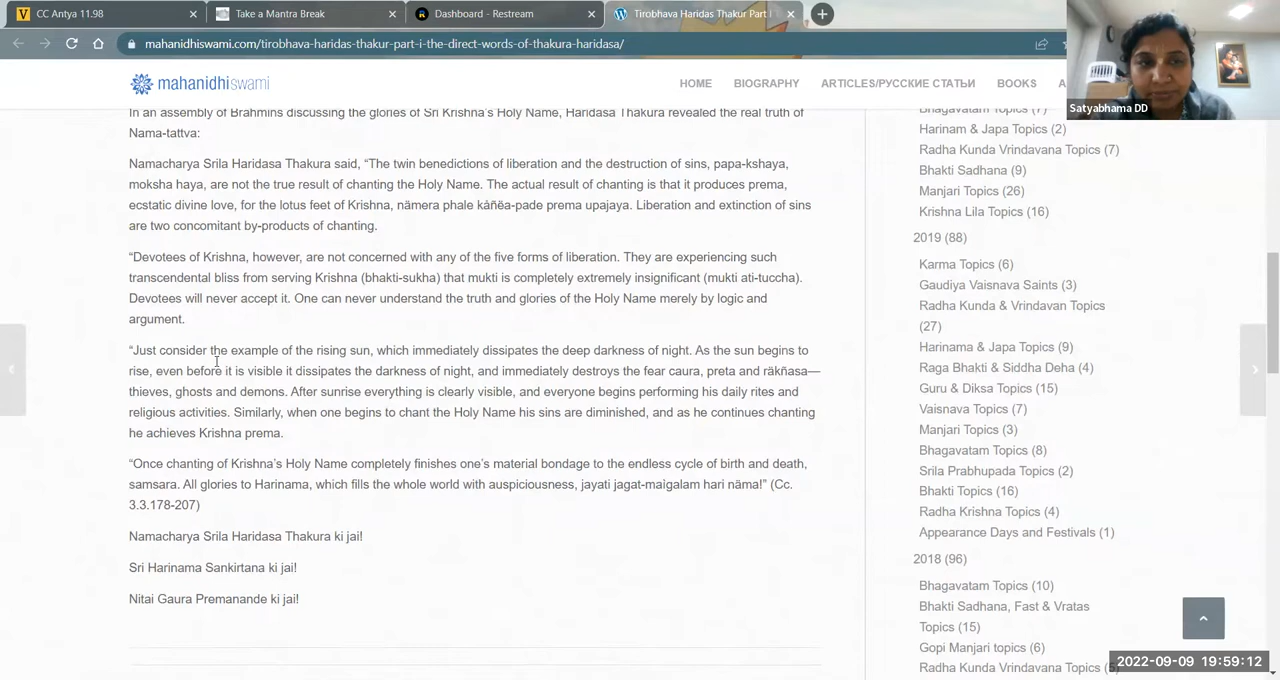 CC Antya 11.98
Take a Mantra Break
Dashboard - Restream
Tirobhava Haridas Thakur Part I
mahanidhiswami.com/tirobhava-haridas-thakur-part-i-the-direct-words-of-thakura-haridasa/
Satyabhama DD
mahanidhiswami
HOME BIOGRAPHY ARTICLES/РУССКИЕ СТАТЬИ BOOKS A
In an assembly of Brahmins discussing the glories of Sri Krishna's Holy Name, Haridasa Thakura revealed the real truth of
Nama-tattva:
Namacharya Srila Haridasa Thakura said, “The twin benedictions of liberation and the destruction of sins, papa-kshaya,
moksha haya, are not the true result of chanting the Holy Name. The actual result of chanting is that it produces prema,
ecstatic divine love, for the lotus feet of Krishna, nämera phale kåñëa-pade prema upajaya. Liberation and extinction of sins
are two concomitant by-products of chanting.
“Devotees of Krishna, however, are not concerned with any of the five forms of liberation. They are experiencing such
transcendental bliss from serving Krishna (bhakti-sukha) that mukti is completely extremely insignificant (mukti ati-tuccha).
Devotees will never accept it. One can never understand the truth and glories of the Holy Name merely by logic and
argument.
“Just consider the example of the rising sun, which immediately dissipates the deep darkness of night. As the sun begins to
rise, even before it is visible it dissipates the darkness of night, and immediately destroys the fear caura, preta and räkñasa—
thieves, ghosts and demons. After sunrise everything is clearly visible, and everyone begins performing his daily rites and
religious activities. Similarly, when one begins to chant the Holy Name his sins are diminished, and as he continues chanting
he achieves Krishna prema.
“Once chanting of Krishna's Holy Name completely finishes one's material bondage to the endless cycle of birth and death,
samsara. All glories to Harinama, which fills the whole world with auspiciousness, jayati jagat-maìgalam hari näma!” (Cc.
3.3.178-207)
Namacharya Srila Haridasa Thakura ki jai!
Sri Harinama Sankirtana ki jai!
Nitai Gaura Premanande ki jai!
Bhagavatam Topics (7)
Harinam & Japa Topics (2)
Radha Kunda Vrindavana Topics (7)
Bhakti Sadhana (9)
Manjari Topics (26)
Krishna Lila Topics (16)
2019 (88)
Karma Topics (6)
Gaudiya Vaisnava Saints (3)
Radha Kunda & Vrindavan Topics
(27)
Harinama & Japa Topics (9)
Raga Bhakti & Siddha Deha (4)
Guru & Diksa Topics (15)
Vaisnava Topics (7)
Manjari Topics (3)
Bhagavatam Topics (8)
Srila Prabhupada Topics (2)
Bhakti Topics (16)
Radha Krishna Topics (4)
Appearance Days and Festivals (1)
2018 (96)
Bhagavatam Topics (10)
Bhakti Sadhana, Fast & Vratas
Topics (15)
Gopi Manjari topics (6)
Radha Kunda Vrindavana Topics
2022-09-09 19:59:12